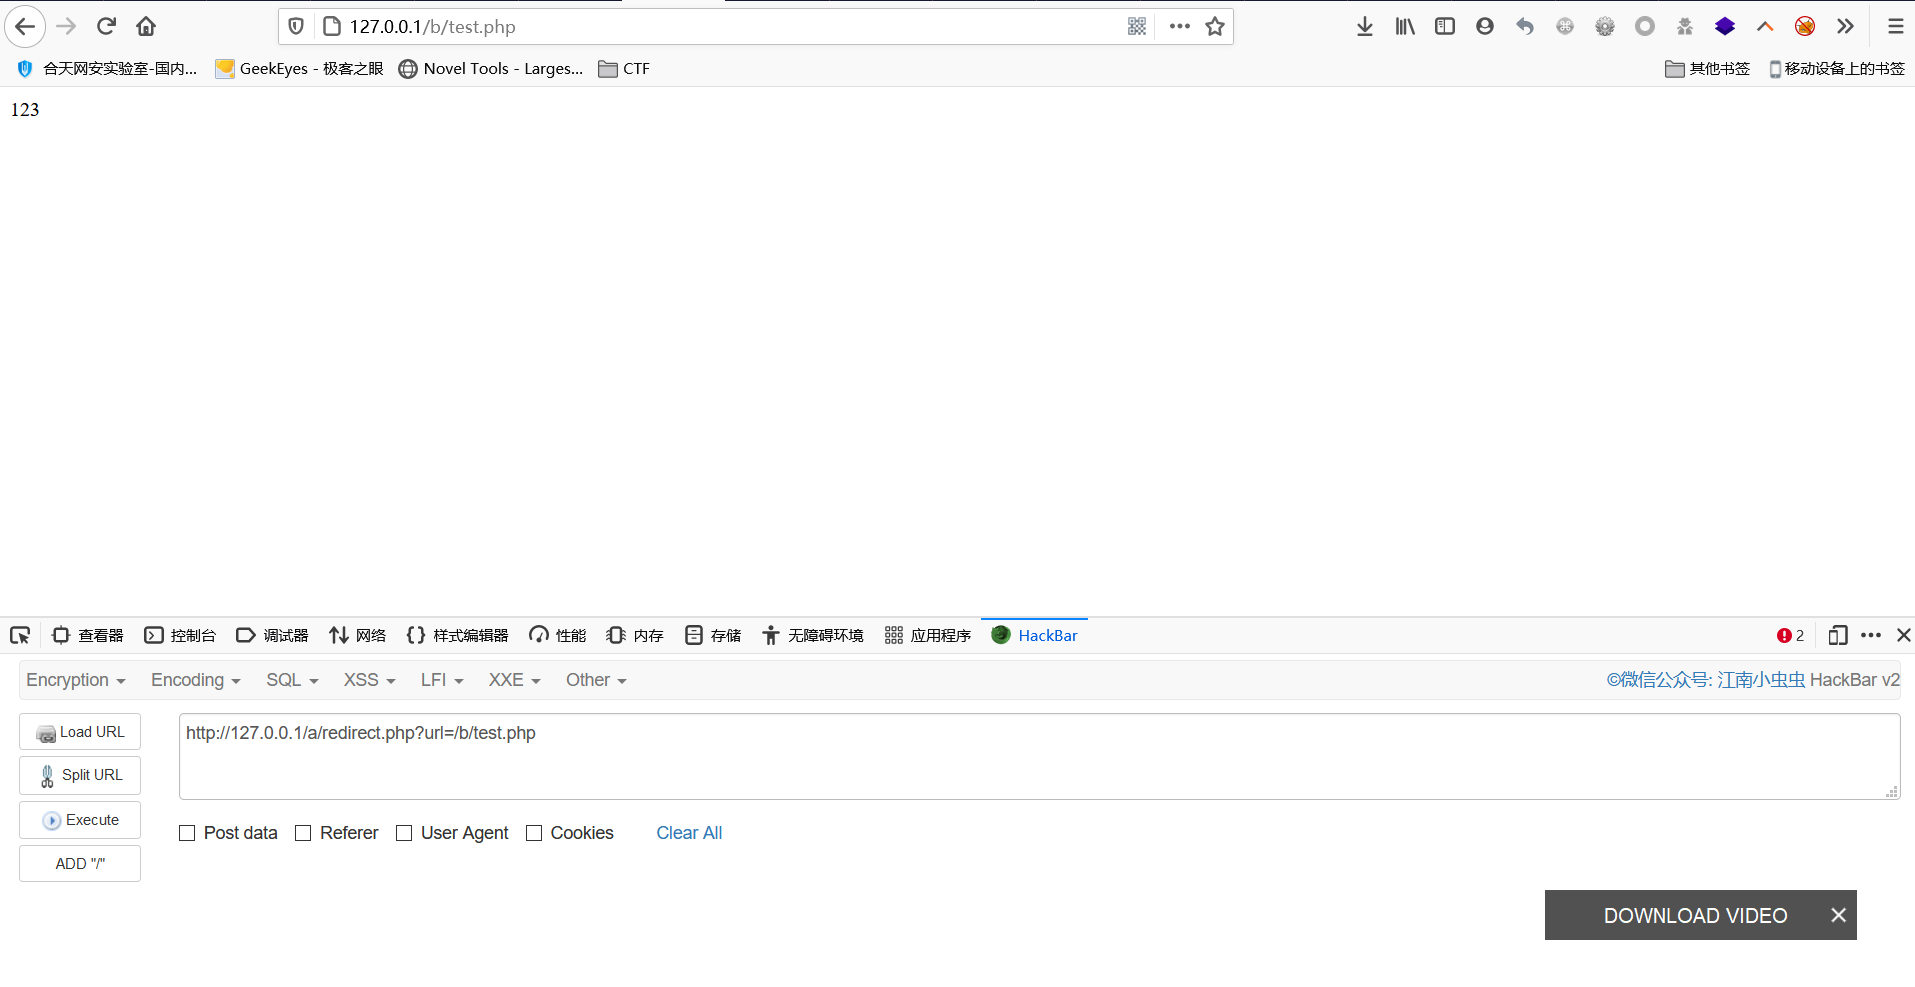 127.0.0.1/b/test.php
合天网安实验室-国内... GeekEyes - 极客之眼 Novel Tools - Larges... CTF 其他书签 移动设备上的书签
123
查看器 控制台 调试器 网络 样式编辑器 性能 内存 存储 无障碍环境 应用程序 HackBar 2
Encryption Encoding SQL XSS LFI XXE Other ©微信公众号: 江南小虫虫 HackBar v2
Load URL http://127.0.0.1/a/redirect.php?url=/b/test.php
Split URL
Execute Post data Referer User Agent Cookies Clear All
ADD "/"
DOWNLOAD VIDEO